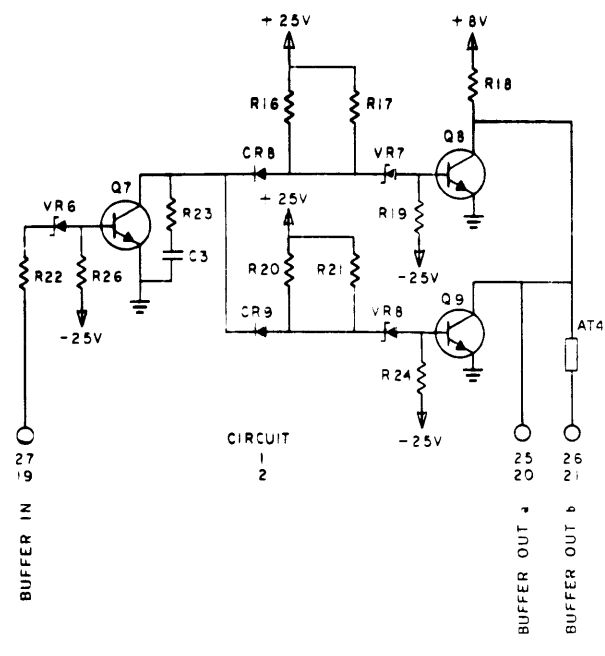 +25V
+8V
R16
R17
R18
CR8
VR7
Q8
Q7
+25V
VR6
R23
R19
C3
R22
R26
R20
R21
-25V
VR8
Q9
-25V
CR9
AT4
R24
-25V
CIRCUIT
1
2
27
19
25
20
26
21
BUFFER IN
BUFFER OUT a
BUFFER OUT b